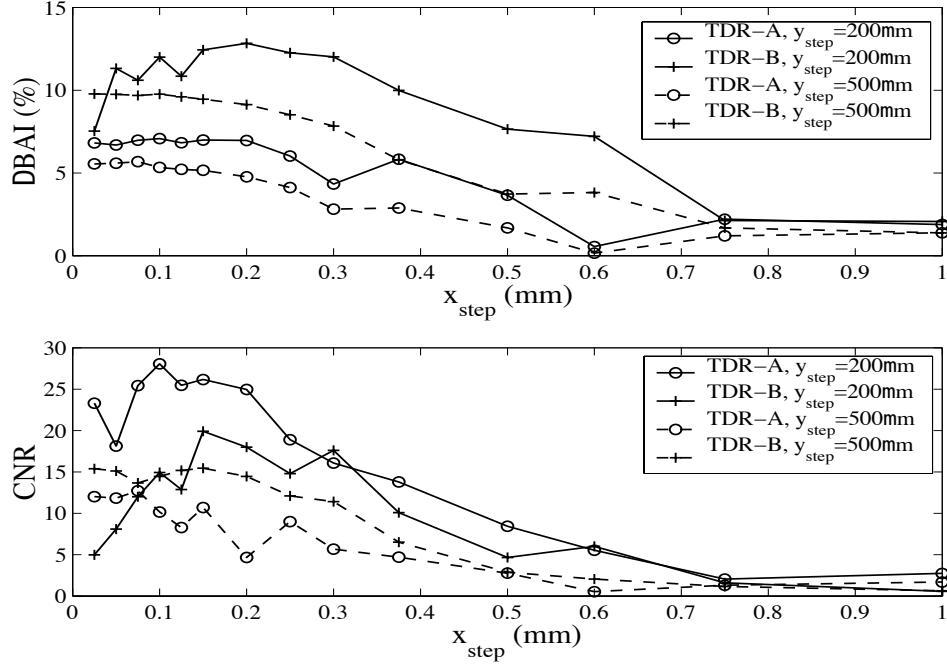 15
10
5
0
DBAI (%)
TDR−A, y_step=200mm
TDR−B, y_step=200mm
TDR−A, y_step=500mm
TDR−B, y_step=500mm
0 0.1 0.2 0.3 0.4 0.5 0.6 0.7 0.8 0.9 1
x_step (mm)
30
25
20
15
10
5
0
CNR
TDR−A, y_step=200mm
TDR−B, y_step=200mm
TDR−A, y_step=500mm
TDR−B, y_step=500mm
0 0.1 0.2 0.3 0.4 0.5 0.6 0.7 0.8 0.9 1
x_step (mm)